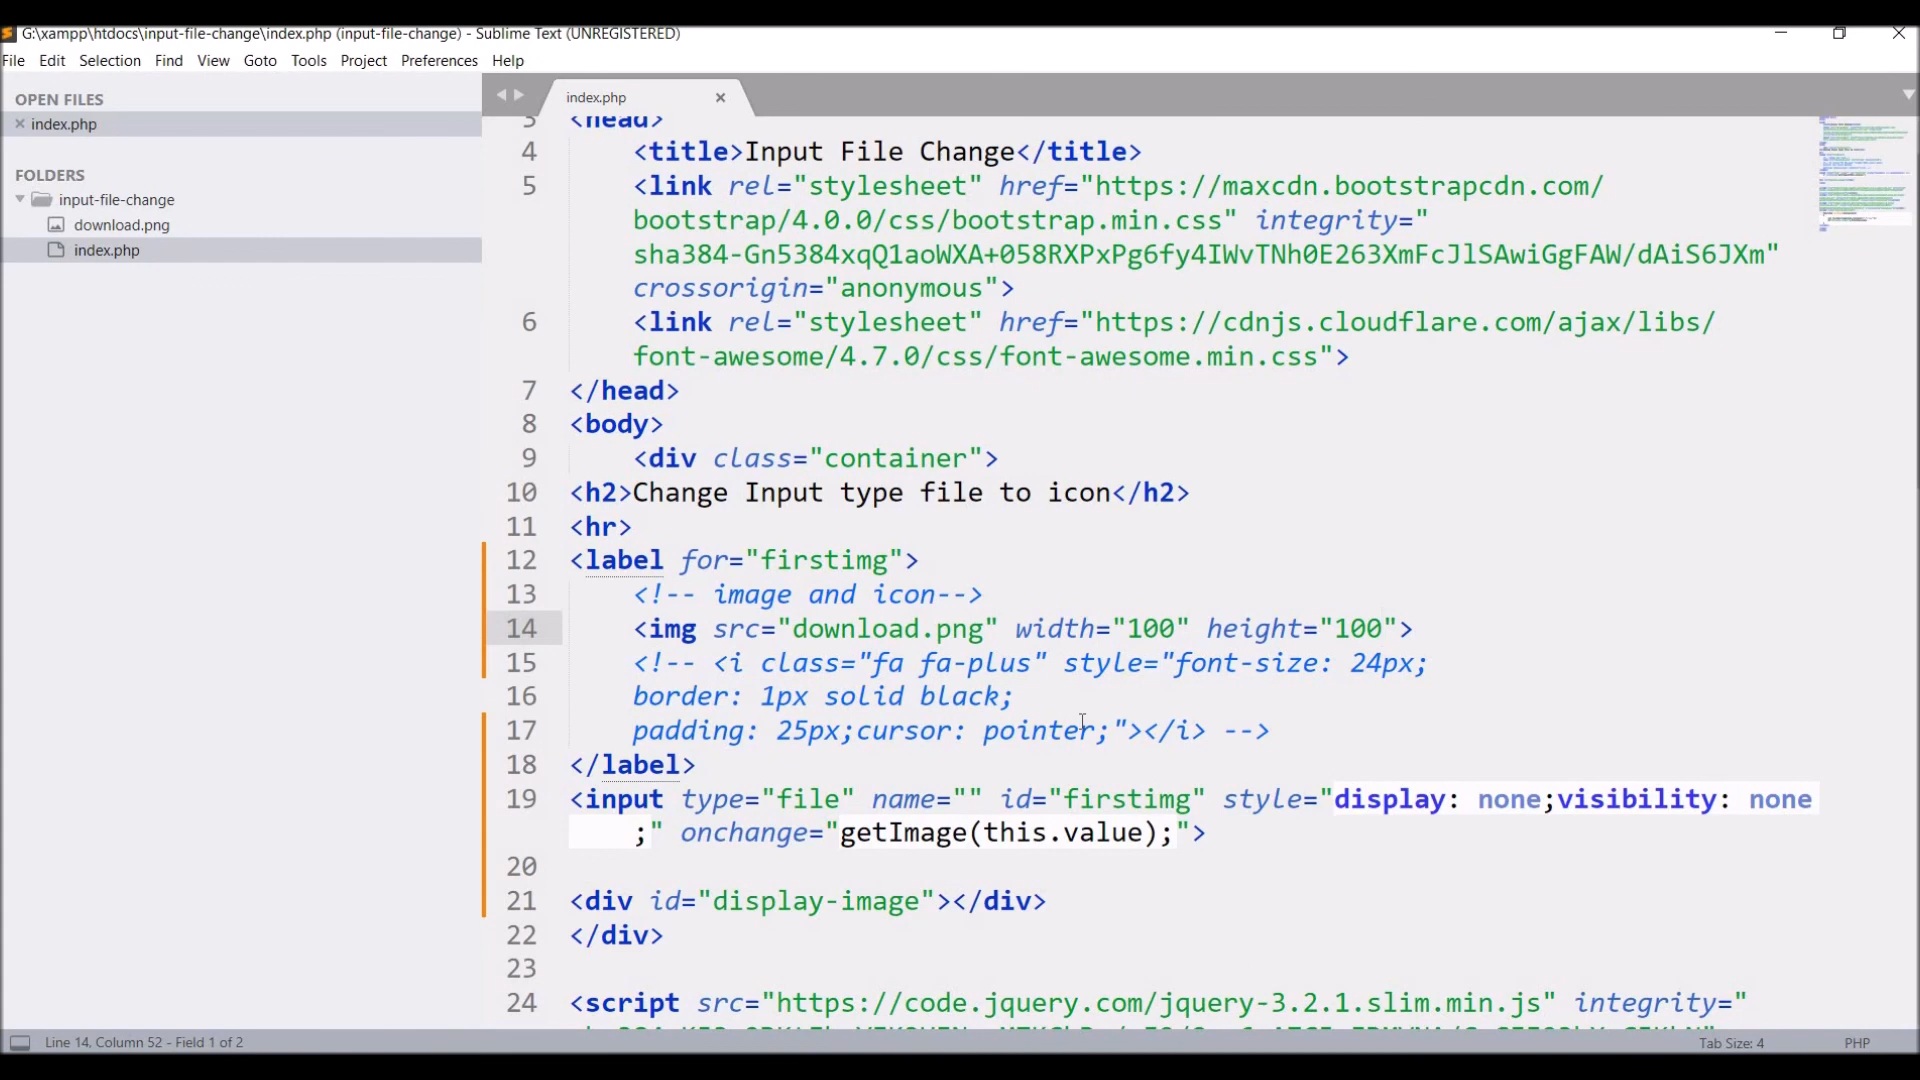 G:\xampp\htdocs\input-file-change\index.php (input-file-change) - Sublime Text (UNREGISTERED)
File Edit Selection Find View Goto Tools Project Preferences Help
OPEN FILES
index.php
FOLDERS
input-file-change
download.png
index.php
index.php
3 <head>
4 <title>Input File Change</title>
5 <link rel="stylesheet" href="https://maxcdn.bootstrapcdn.com/
bootstrap/4.0.0/css/bootstrap.min.css" integrity="
sha384-Gn5384xqQ1aoWXA+058RXPxPg6fy4IWvTNh0E263XmFcJlSAwiGgFAW/dAiS6JXm"
crossorigin="anonymous">
6 <link rel="stylesheet" href="https://cdnjs.cloudflare.com/ajax/libs/
font-awesome/4.7.0/css/font-awesome.min.css">
7 </head>
8 <body>
9 <div class="container">
10 <h2>Change Input type file to icon</h2>
11 <hr>
12 <label for="firstimg">
13 <!-- image and icon-->
14 <img src="download.png" width="100" height="100">
15 <!-- <i class="fa fa-plus" style="font-size: 24px;
16 border: 1px solid black;
17 padding: 25px;cursor: pointer;"></i> -->
18 </label>
19 <input type="file" name="" id="firstimg" style="display: none;visibility: none
;" onchange="getImage(this.value);">
20
21 <div id="display-image"></div>
22 </div>
23
24 <script src="https://code.jquery.com/jquery-3.2.1.slim.min.js" integrity="
Line 14, Column 52 - Field 1 of 2
Tab Size: 4
PHP